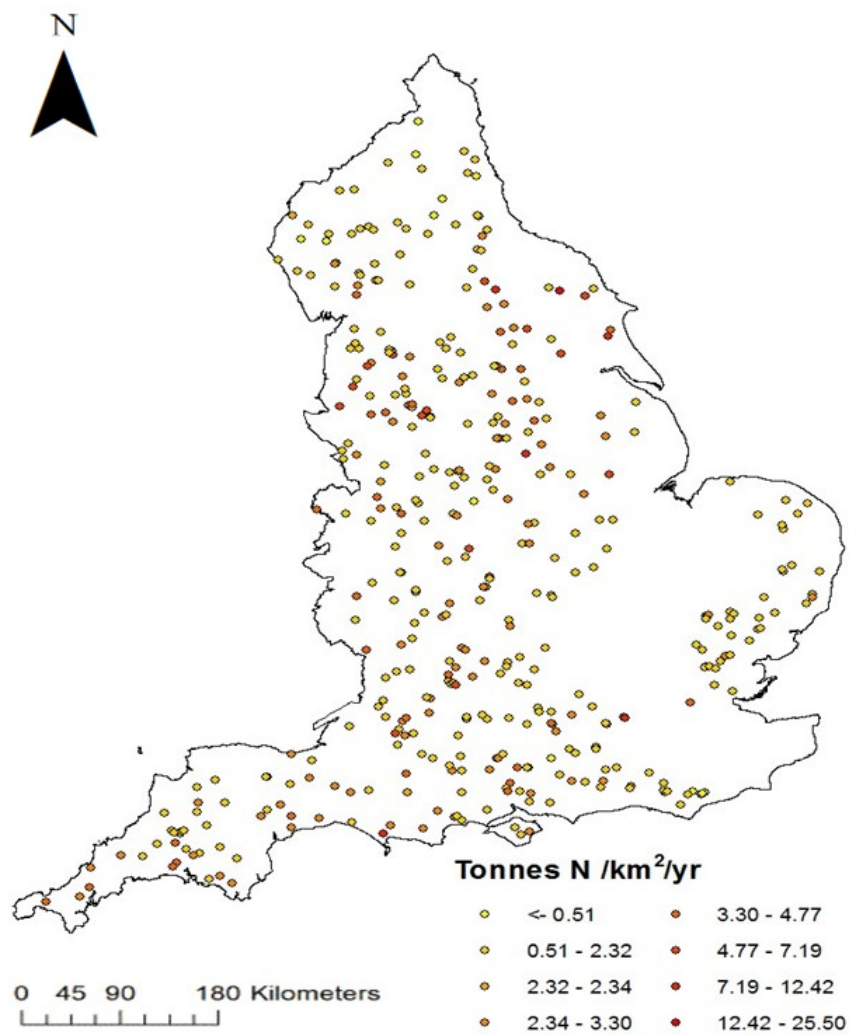 N
Tonnes N /km²/yr
<- 0.51
0.51 - 2.32
2.32 - 2.34
2.34 - 3.30
3.30 - 4.77
4.77 - 7.19
7.19 - 12.42
12.42 - 25.50
0 45 90 180 Kilometers